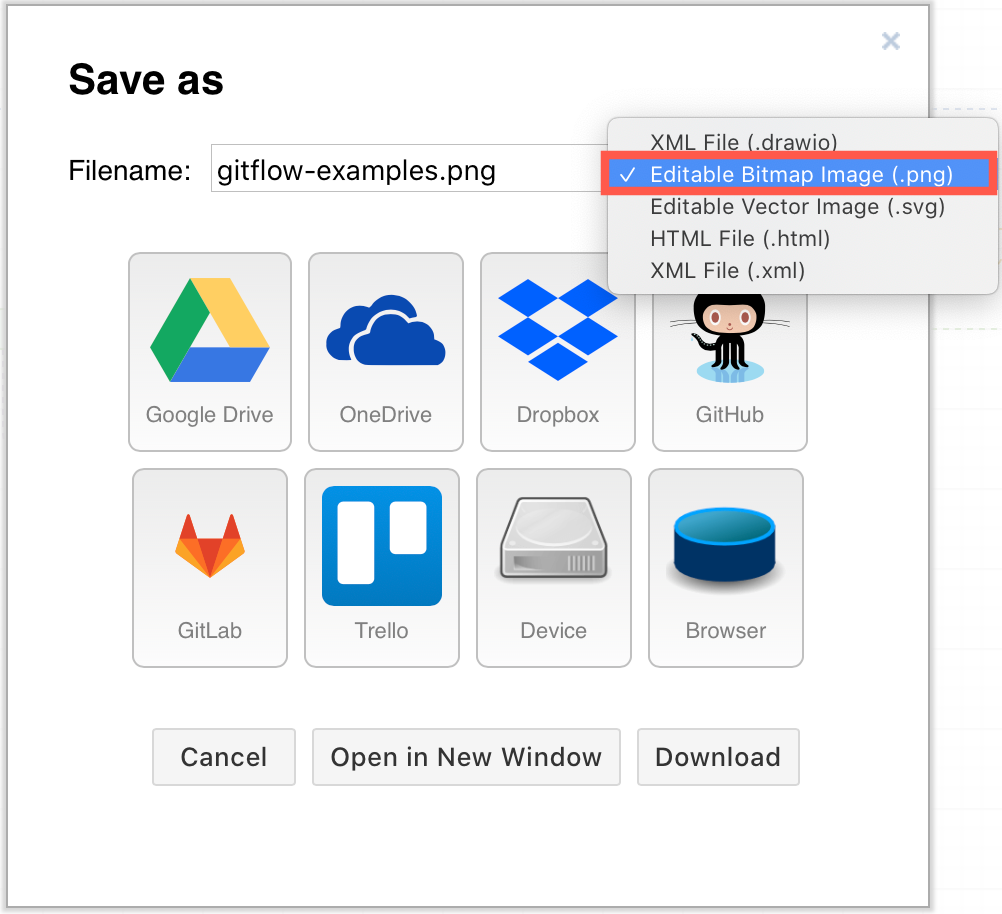 Save as
Filename:
gitflow-examples.png
XML File (.drawio)
✓ Editable Bitmap Image (.png)
Editable Vector Image (.svg)
HTML File (.html)
XML File (.xml)
Google Drive
OneDrive
Dropbox
GitHub
GitLab
Trello
Device
Browser
Cancel
Open in New Window
Download